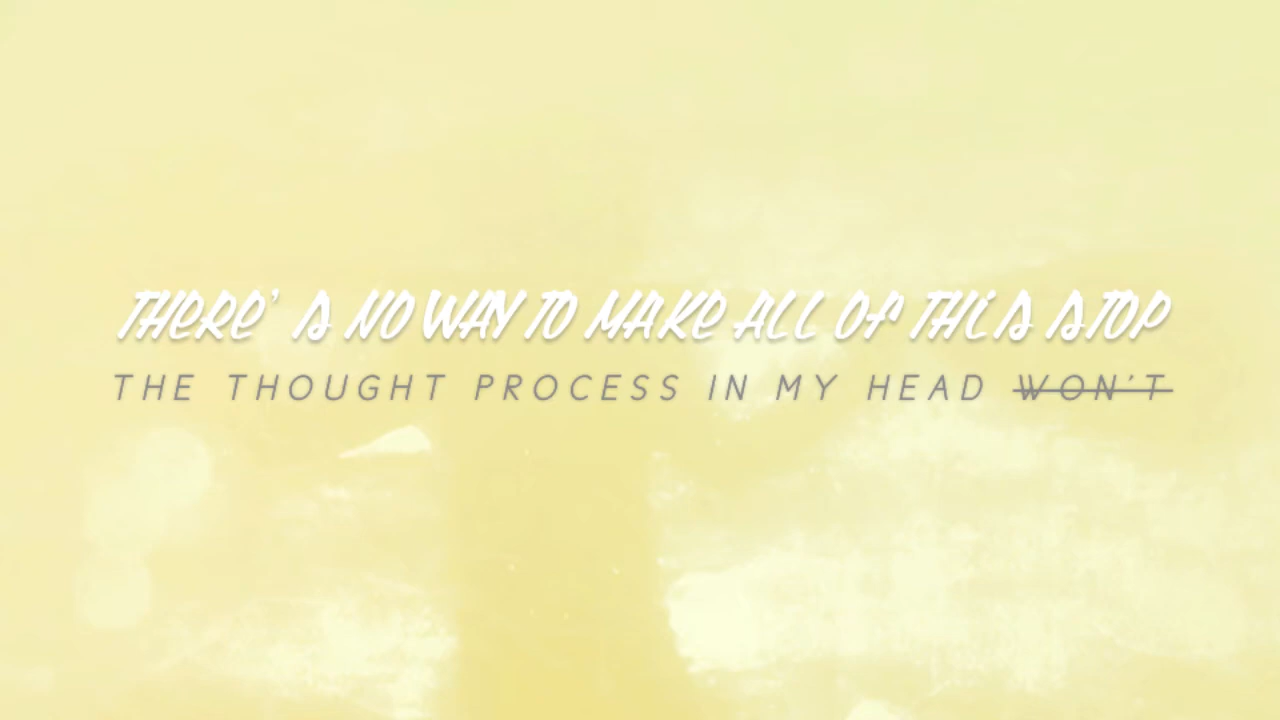 THERE'S NO WAY TO MAKE ALL OF THIS STOP
THE THOUGHT PROCESS IN MY HEAD WON'T